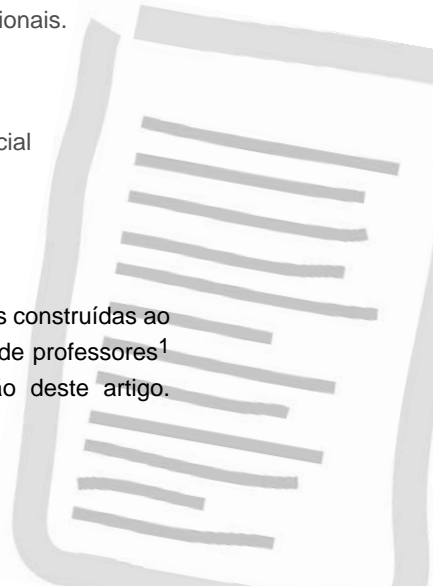 ionais.
cial
s construídas ao
de professores1
o deste artigo.